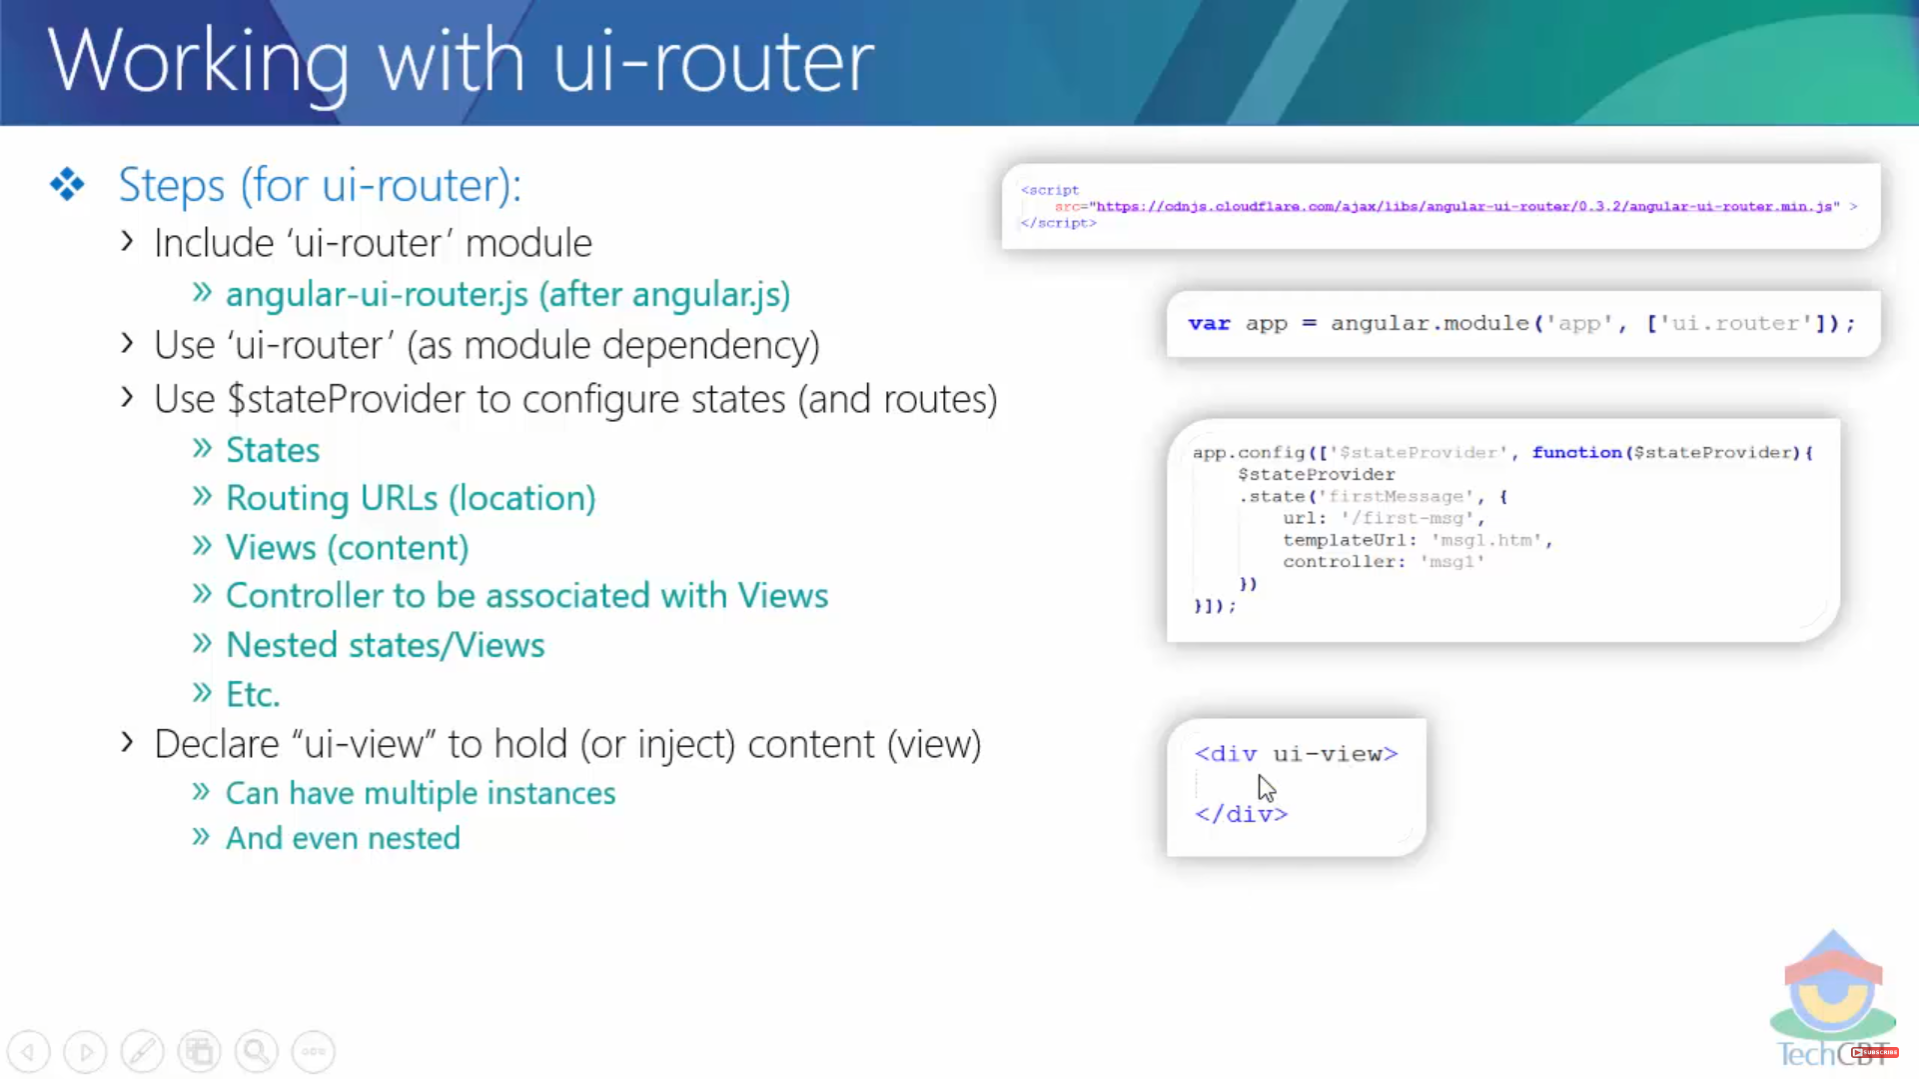 Working with ui-router
Steps (for ui-router):
Include ‘ui-router’ module
angular-ui-router.js (after angular.js)
Use ‘ui-router’ (as module dependency)
Use $stateProvider to configure states (and routes)
States
Routing URLs (location)
Views (content)
Controller to be associated with Views
Nested states/Views
Etc.
Declare “ui-view” to hold (or inject) content (view)
Can have multiple instances
And even nested
<script
src="https://cdnjs.cloudflare.com/ajax/libs/angular-ui-router/0.3.2/angular-ui-router.min.js" >
</script>
var app = angular.module('app', ['ui.router']);
app.config(['$stateProvider', function($stateProvider){
$stateProvider
.state('firstMessage', {
url: '/first-msg',
templateUrl: 'msg1.htm',
controller: 'msg1'
})
}]);
<div ui-view>
</div>
TechCBT
SUBSCRIBE